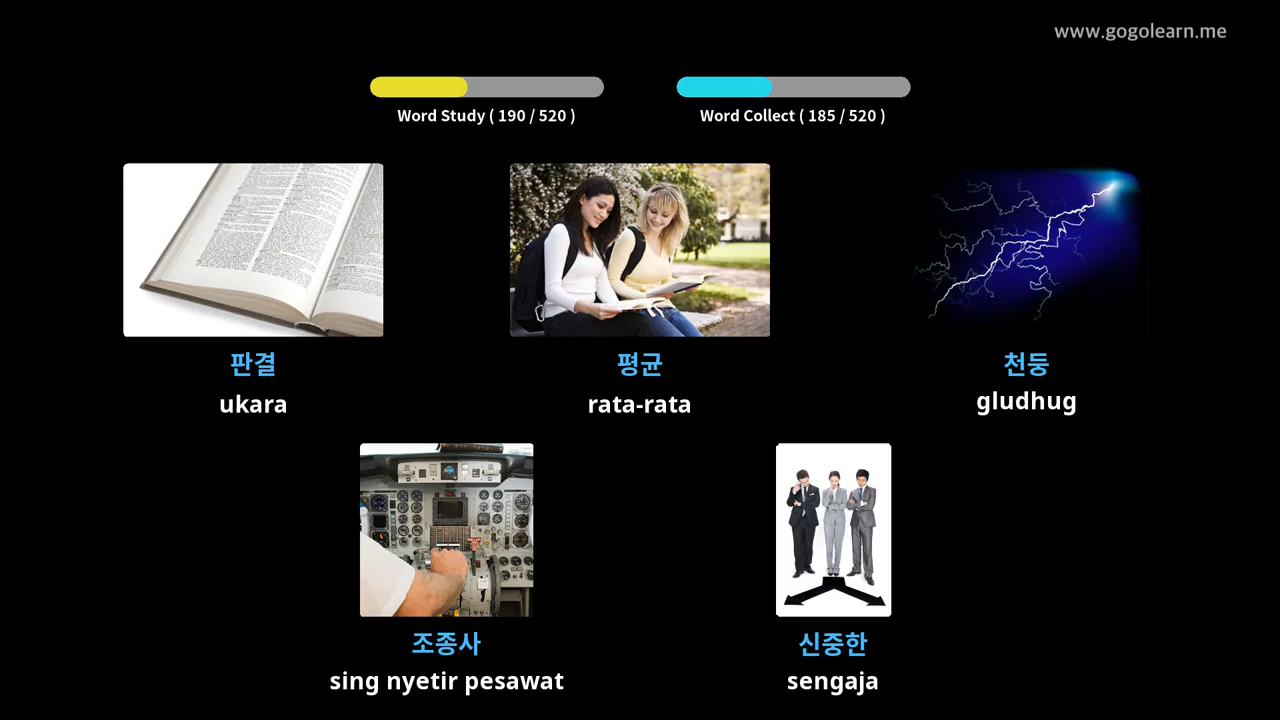 www.gogolearn.me
Word Study ( 190 / 520 )
Word Collect ( 185 / 520 )
판결
ukara
평균
rata-rata
천둥
gludhug
조종사
sing nyetir pesawat
신중한
sengaja